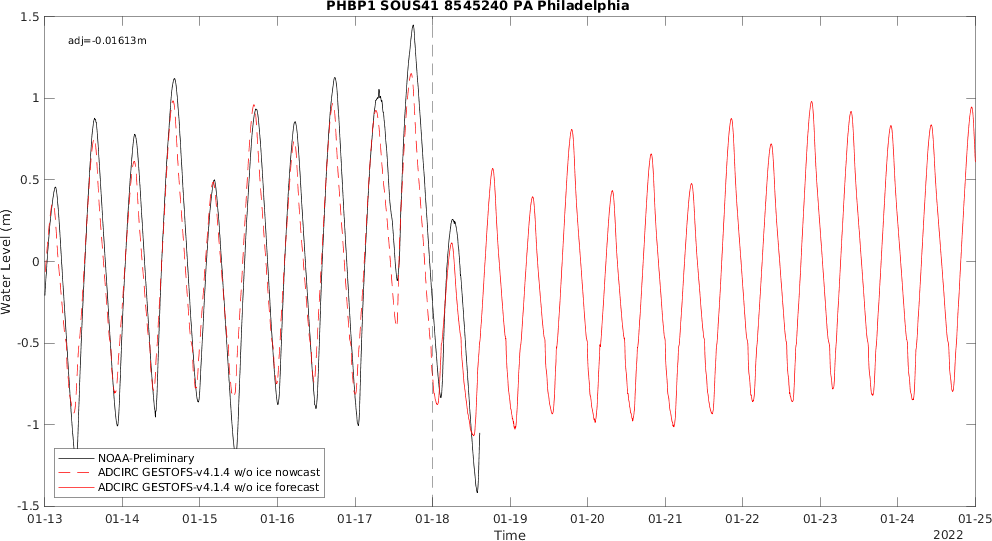 PHBP1 SOUS41 8545240 PA Philadelphia
adj=-0.01613m
Water Level (m)
1.5
1
0.5
0
-0.5
-1
-1.5
NOAA-Preliminary
ADCIRC GESTOFS-v4.1.4 w/o ice nowcast
ADCIRC GESTOFS-v4.1.4 w/o ice forecast
01-13 01-14 01-15 01-16 01-17 01-18 01-19 01-20 01-21 01-22 01-23 01-24 01-25
Time
2022